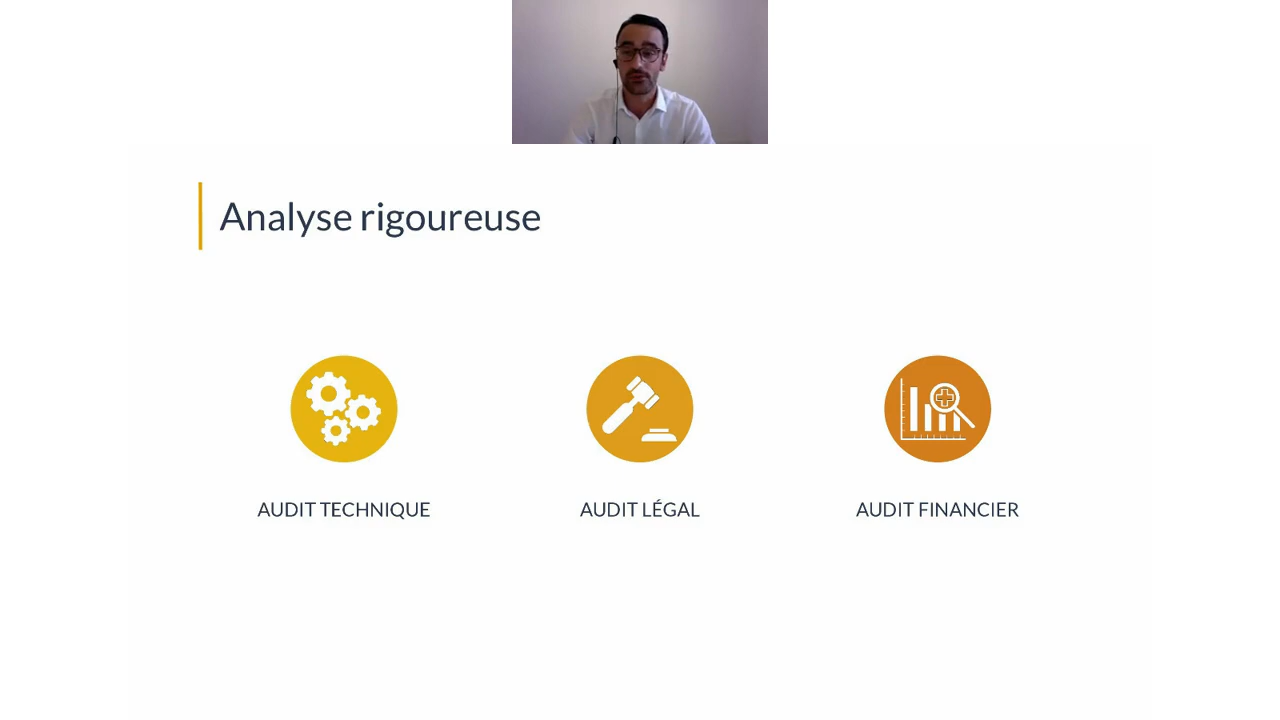 Analyse rigoureuse
AUDIT TECHNIQUE
AUDIT LÉGAL
AUDIT FINANCIER